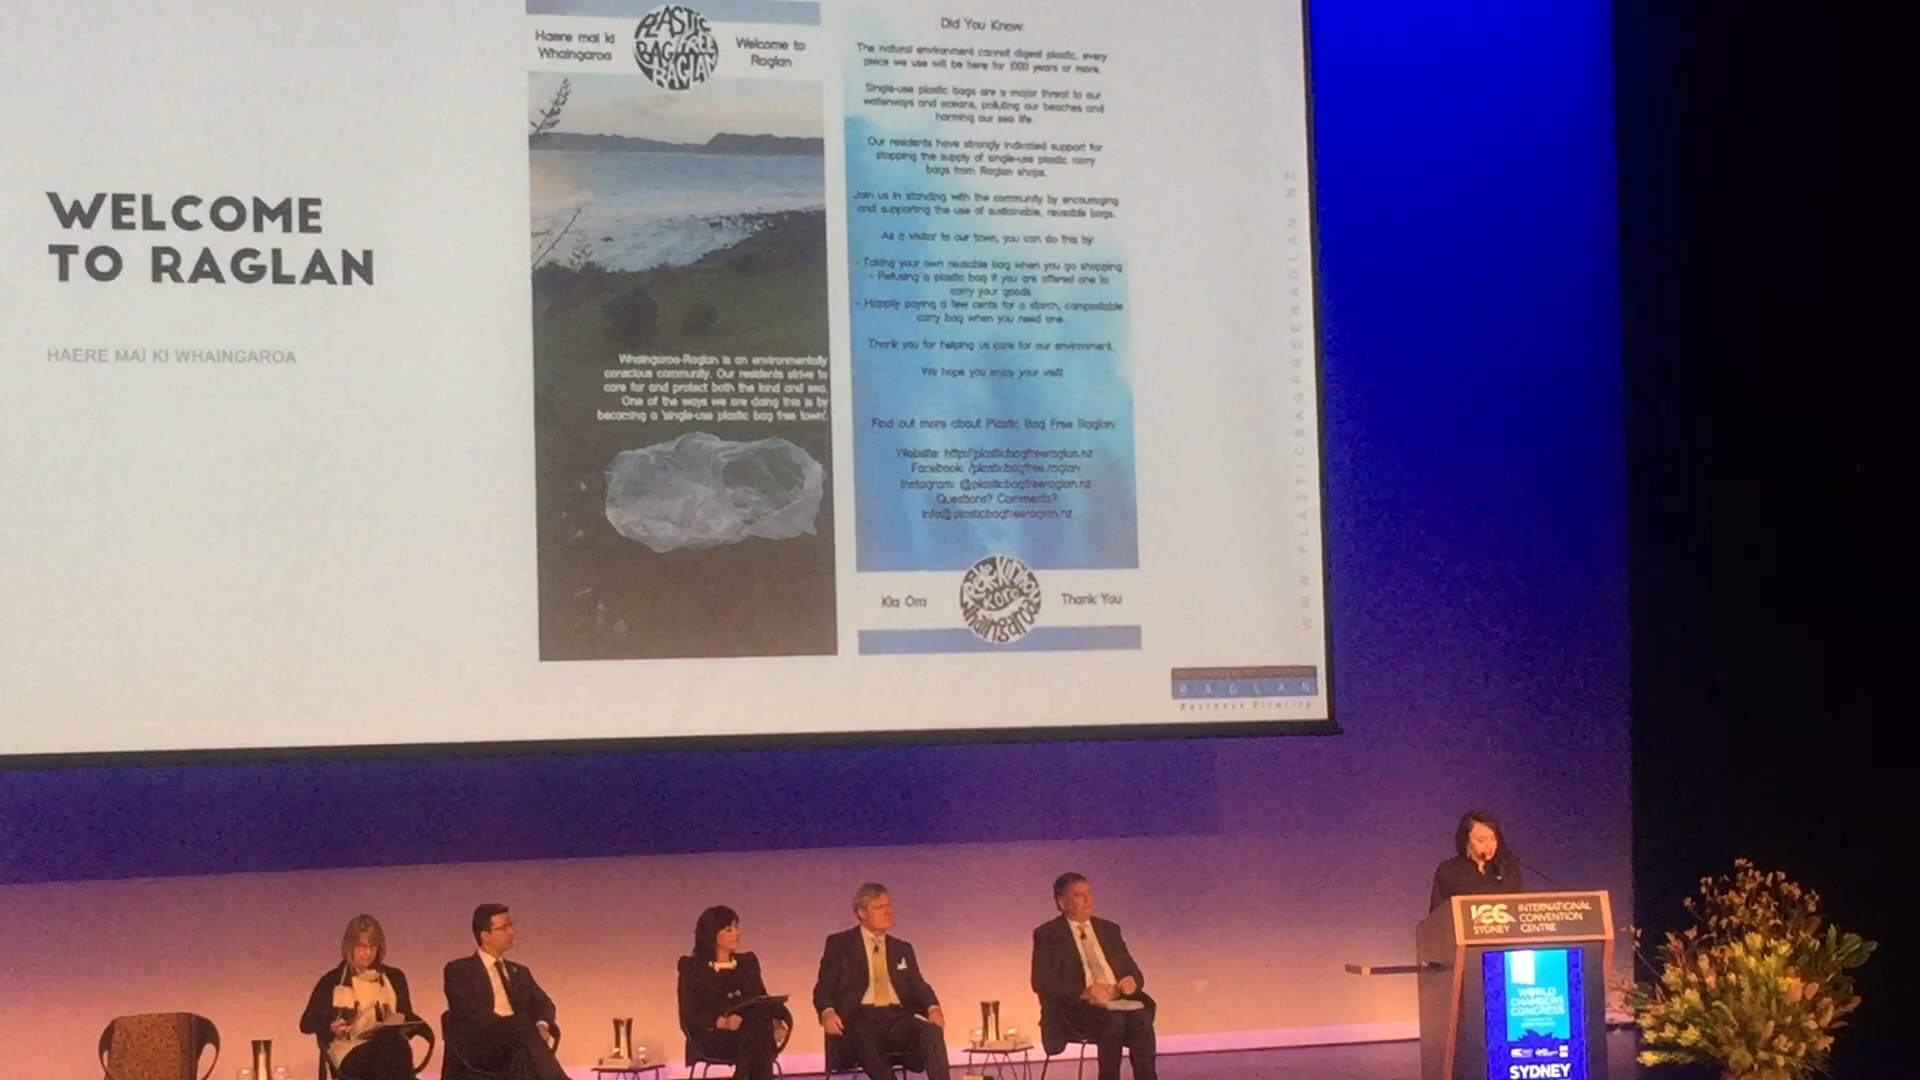 WELCOME
TO RAGLAN
HAERE MAI KI WHAINGAROA
Haere mai ki
Whaingaroa
PLASTIC
BAG FREE
RAGLAN
Welcome to
Raglan
Whaingaroa-Raglan is an environmentally
conscious community. Our residents strive to
care for and protect both the land and sea.
One of the ways we are doing this is by
becoming a 'single-use plastic bag free town'.
Did You Know:
The natural environment cannot digest plastic, every
piece we use will be here for 1000 years or more.
Single-use plastic bags are a major threat to our
waterways and oceans, polluting our beaches and
harming our sea life.
Our residents have strongly indicated support for
stopping the supply of single-use plastic carry
bags from Raglan shops.
Join us in standing with the community by encouraging
and supporting the use of sustainable, reusable bags.
As a visitor to our town, you can do this by:
- Taking your own reusable bag when you go shopping
- Refusing a plastic bag if you are offered one to
carry your goods
- Happily paying a few cents for a starch, compostable
carry bag when you need one.
Thank you for helping us care for our environment.
We hope you enjoy your visit!
Find out more about Plastic Bag Free Raglan:
Website: http://plasticbagfreeraglan.nz
Facebook: /plasticbagfree.raglan
Instagram: @plasticbagfreeraglan.nz
Questions? Comments?
info@plasticbagfreeraglan.nz
Kia Ora
Whaingaroa
Thank You
WWW.PLASTICBAGFREERAGLAN.NZ
RAGLAN
Business Vitality
ICC
SYDNEY
INTERNATIONAL
CONVENTION
CENTRE
WORLD
CHAMBERS
CONGRESS
SYDNEY